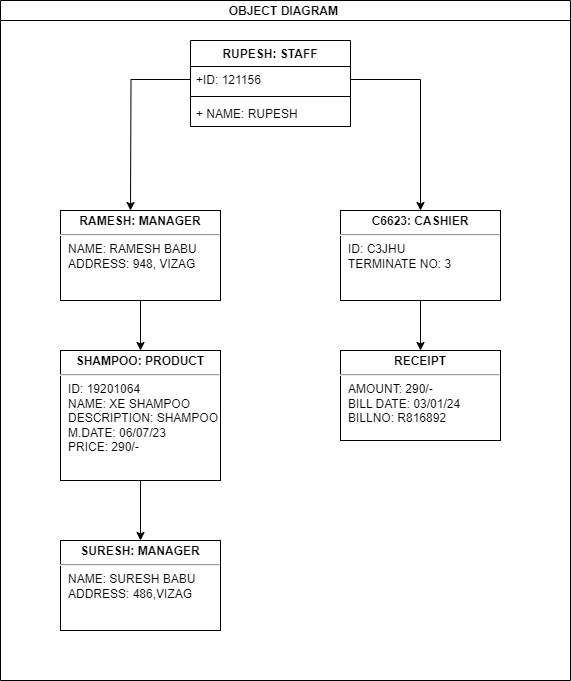 OBJECT DIAGRAM
RUPESH: STAFF
+ID: 121156
+ NAME: RUPESH
RAMESH: MANAGER
NAME: RAMESH BABU
ADDRESS: 948, VIZAG
C6623: CASHIER
ID: C3JHU
TERMINATE NO: 3
SHAMPOO: PRODUCT
ID: 19201064
NAME: XE SHAMPOO
DESCRIPTION: SHAMPOO
M.DATE: 06/07/23
PRICE: 290/-
RECEIPT
AMOUNT: 290/-
BILL DATE: 03/01/24
BILLNO: R816892
SURESH: MANAGER
NAME: SURESH BABU
ADDRESS: 486,VIZAG